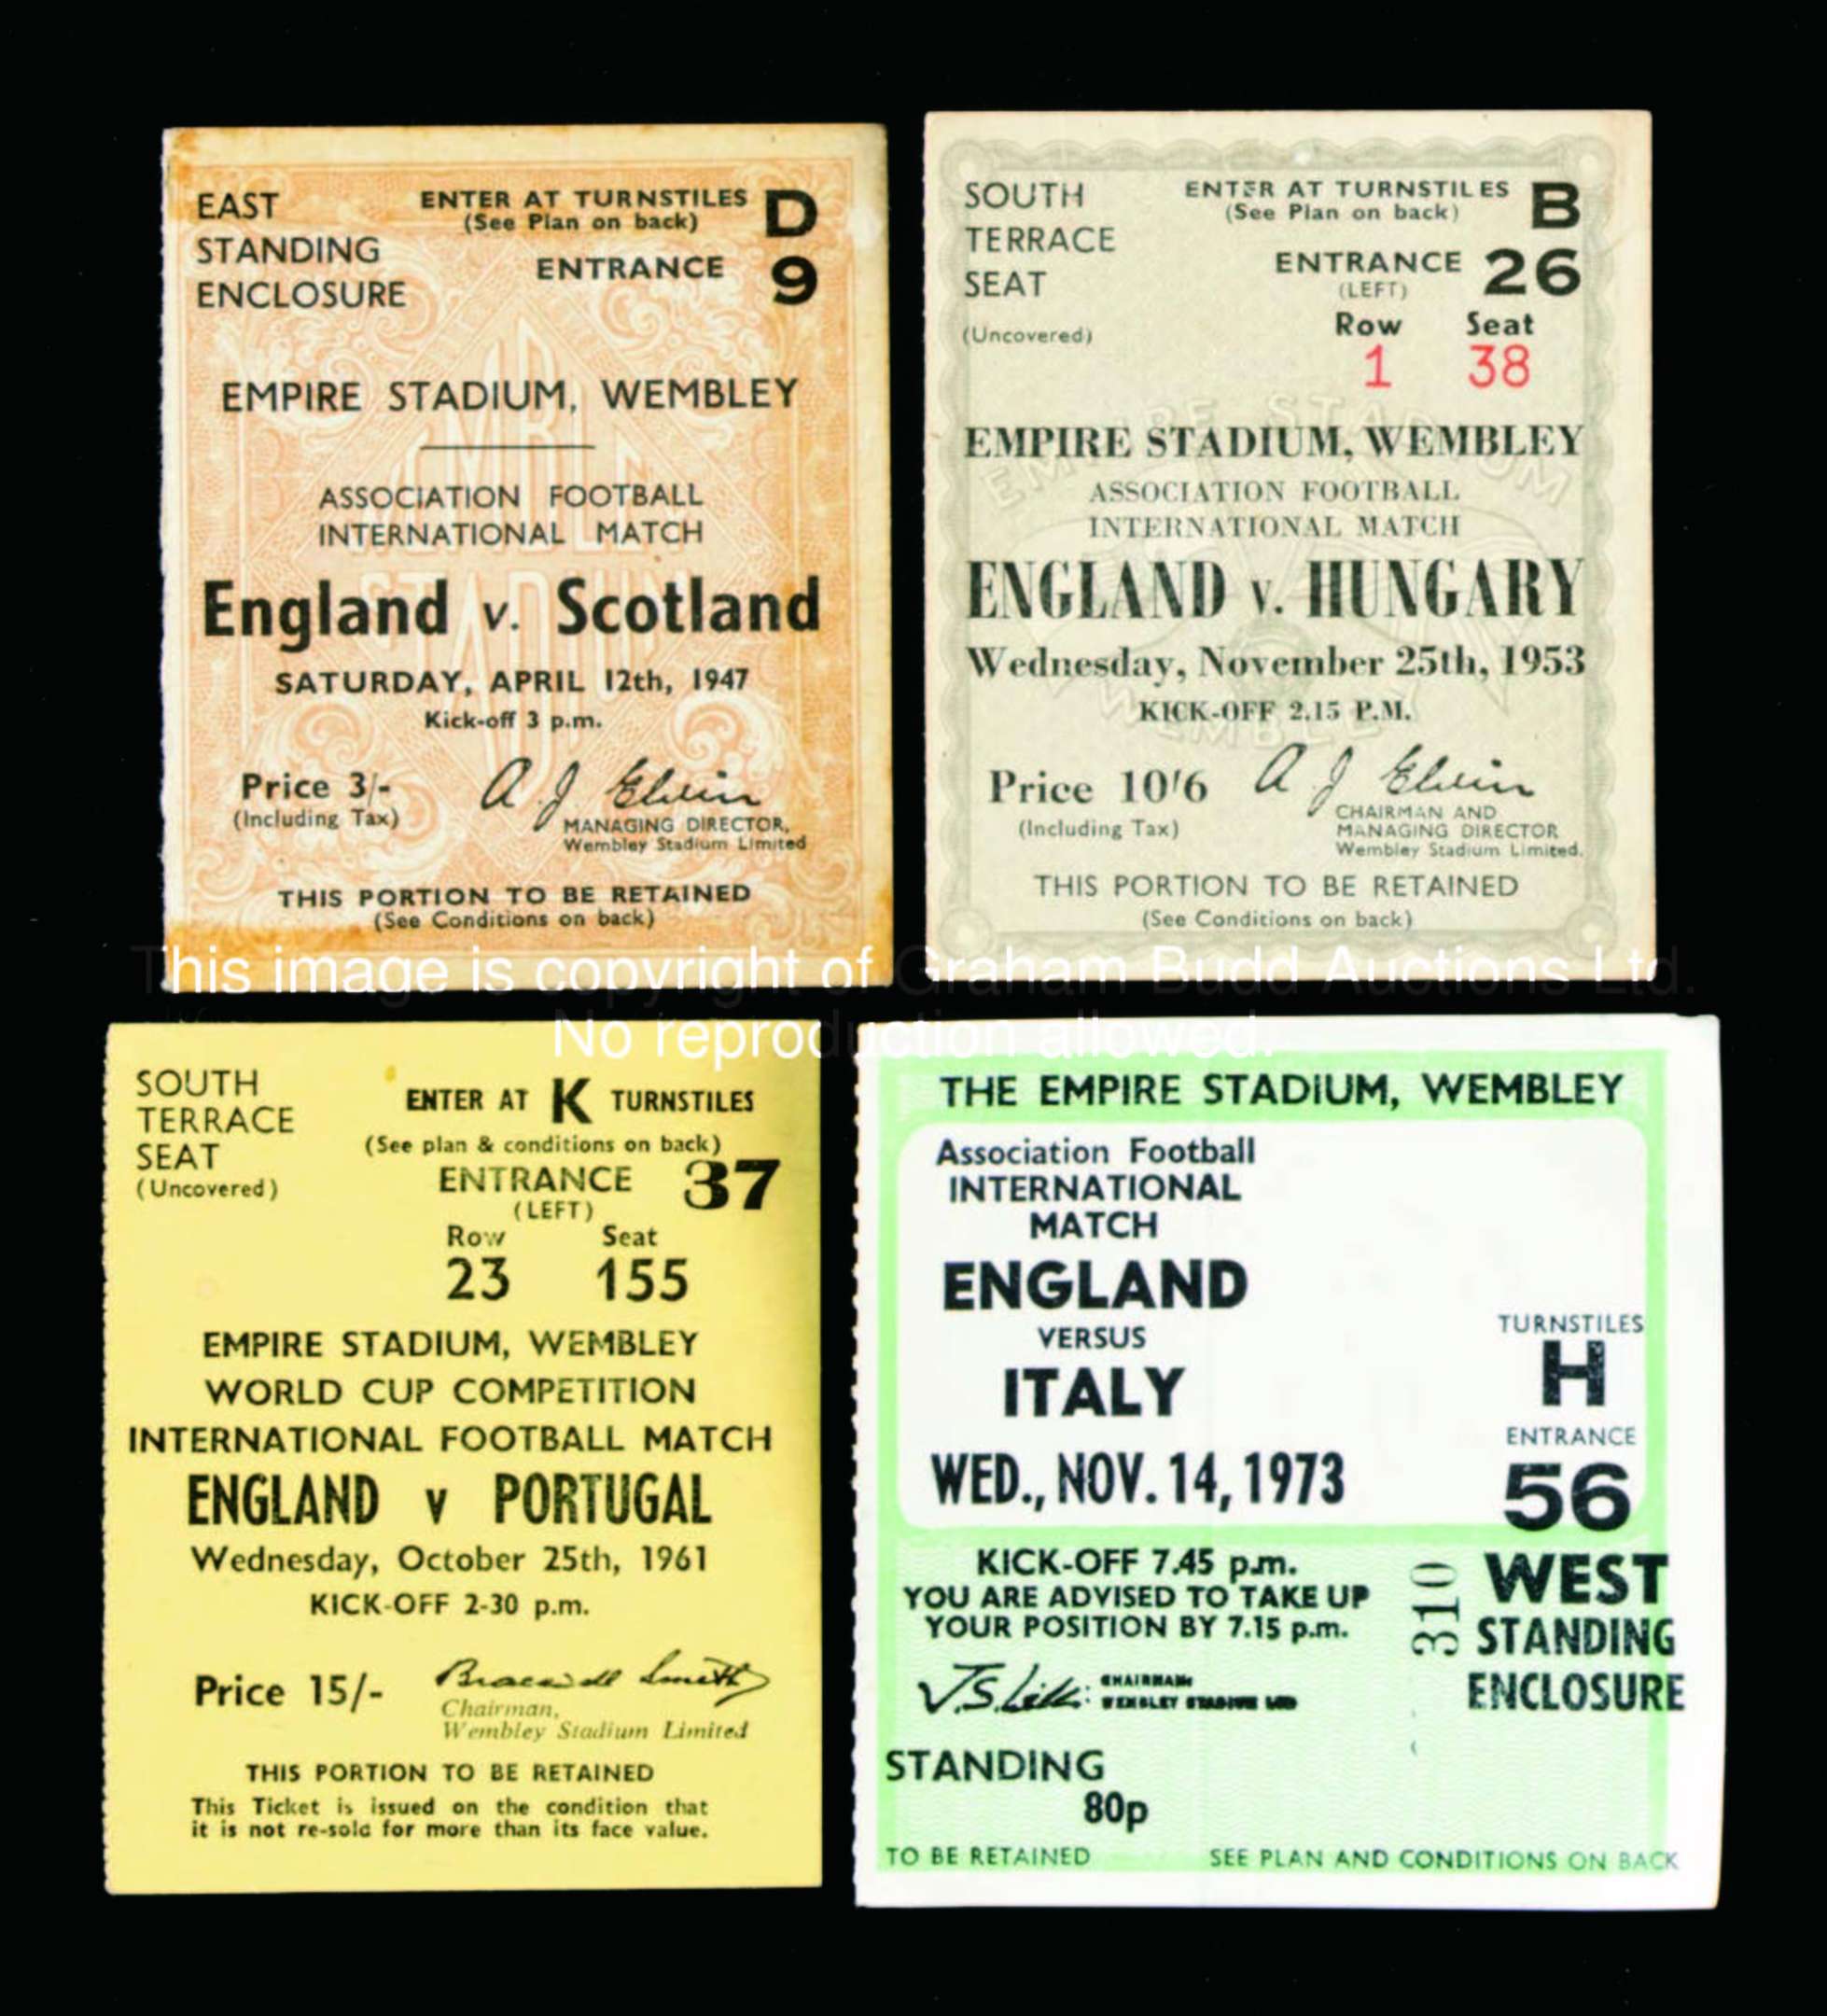 EAST
STANDING
ENCLOSURE
ENTER AT TURNSTILES D
(See Plan on back)
ENTRANCE 9
EMPIRE STADIUM, WEMBLEY
ASSOCIATION FOOTBALL
INTERNATIONAL MATCH
England v. Scotland
SATURDAY, APRIL 12th, 1947
Kick-off 3 p.m.
Price 3/-
(Including Tax)
A J Elvin
MANAGING DIRECTOR,
Wembley Stadium Limited
THIS PORTION TO BE RETAINED
(See Conditions on back)
SOUTH
TERRACE
SEAT
(Uncovered)
ENTER AT TURNSTILES B
(See Plan on back)
ENTRANCE 26
(LEFT)
Row Seat
1 38
EMPIRE STADIUM
WEMBLEY
EMPIRE STADIUM, WEMBLEY
ASSOCIATION FOOTBALL
INTERNATIONAL MATCH
ENGLAND v. HUNGARY
Wednesday, November 25th, 1953
KICK-OFF 2.15 P.M.
Price 10'6
(Including Tax)
A J Elvin
CHAIRMAN AND
MANAGING DIRECTOR
Wembley Stadium Limited.
THIS PORTION TO BE RETAINED
(See Conditions on back)
This image is copyright of Graham Budd Auctions Ltd.
No reproduction allowed.
SOUTH
TERRACE
SEAT
(Uncovered)
ENTER AT K TURNSTILES
(See plan & conditions on back)
ENTRANCE 37
(LEFT)
Row Seat
23 155
EMPIRE STADIUM, WEMBLEY
WORLD CUP COMPETITION
INTERNATIONAL FOOTBALL MATCH
ENGLAND v PORTUGAL
Wednesday, October 25th, 1961
KICK-OFF 2-30 p.m.
Price 15/-
Bracewell Smith
Chairman,
Wembley Stadium Limited
THIS PORTION TO BE RETAINED
This Ticket is issued on the condition that
it is not re-sold for more than its face value.
THE EMPIRE STADIUM, WEMBLEY
Association Football
INTERNATIONAL
MATCH
ENGLAND
VERSUS
ITALY
WED., NOV. 14, 1973
TURNSTILES
H
ENTRANCE
56
KICK-OFF 7.45 p.m.
YOU ARE ADVISED TO TAKE UP
YOUR POSITION BY 7.15 p.m.
CHAIRMAN:
WEMBLEY STADIUM LTD
310
WEST
STANDING
ENCLOSURE
STANDING
80p
TO BE RETAINED
SEE PLAN AND CONDITIONS ON BACK